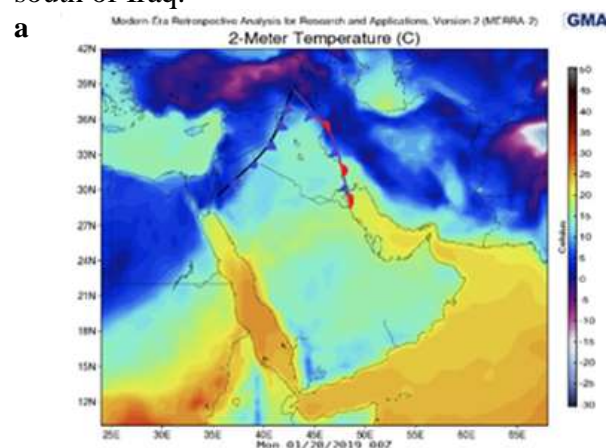 south of Iraq.
a
Modern-Era Retrospective Analysis for Research and Applications, Version 2 (MERRA-2)
GMA
2-Meter Temperature (C)
42N
39N
36N
33N
30N
27N
24N
21N
18N
15N
12N
25E
30E
35E
40E
45E
50E
55E
60E
65E
50
45
40
35
30
25
20
15
10
5
0
-5
-10
-15
-20
-25
-30
Celsius
Mon 01/28/2019 00Z